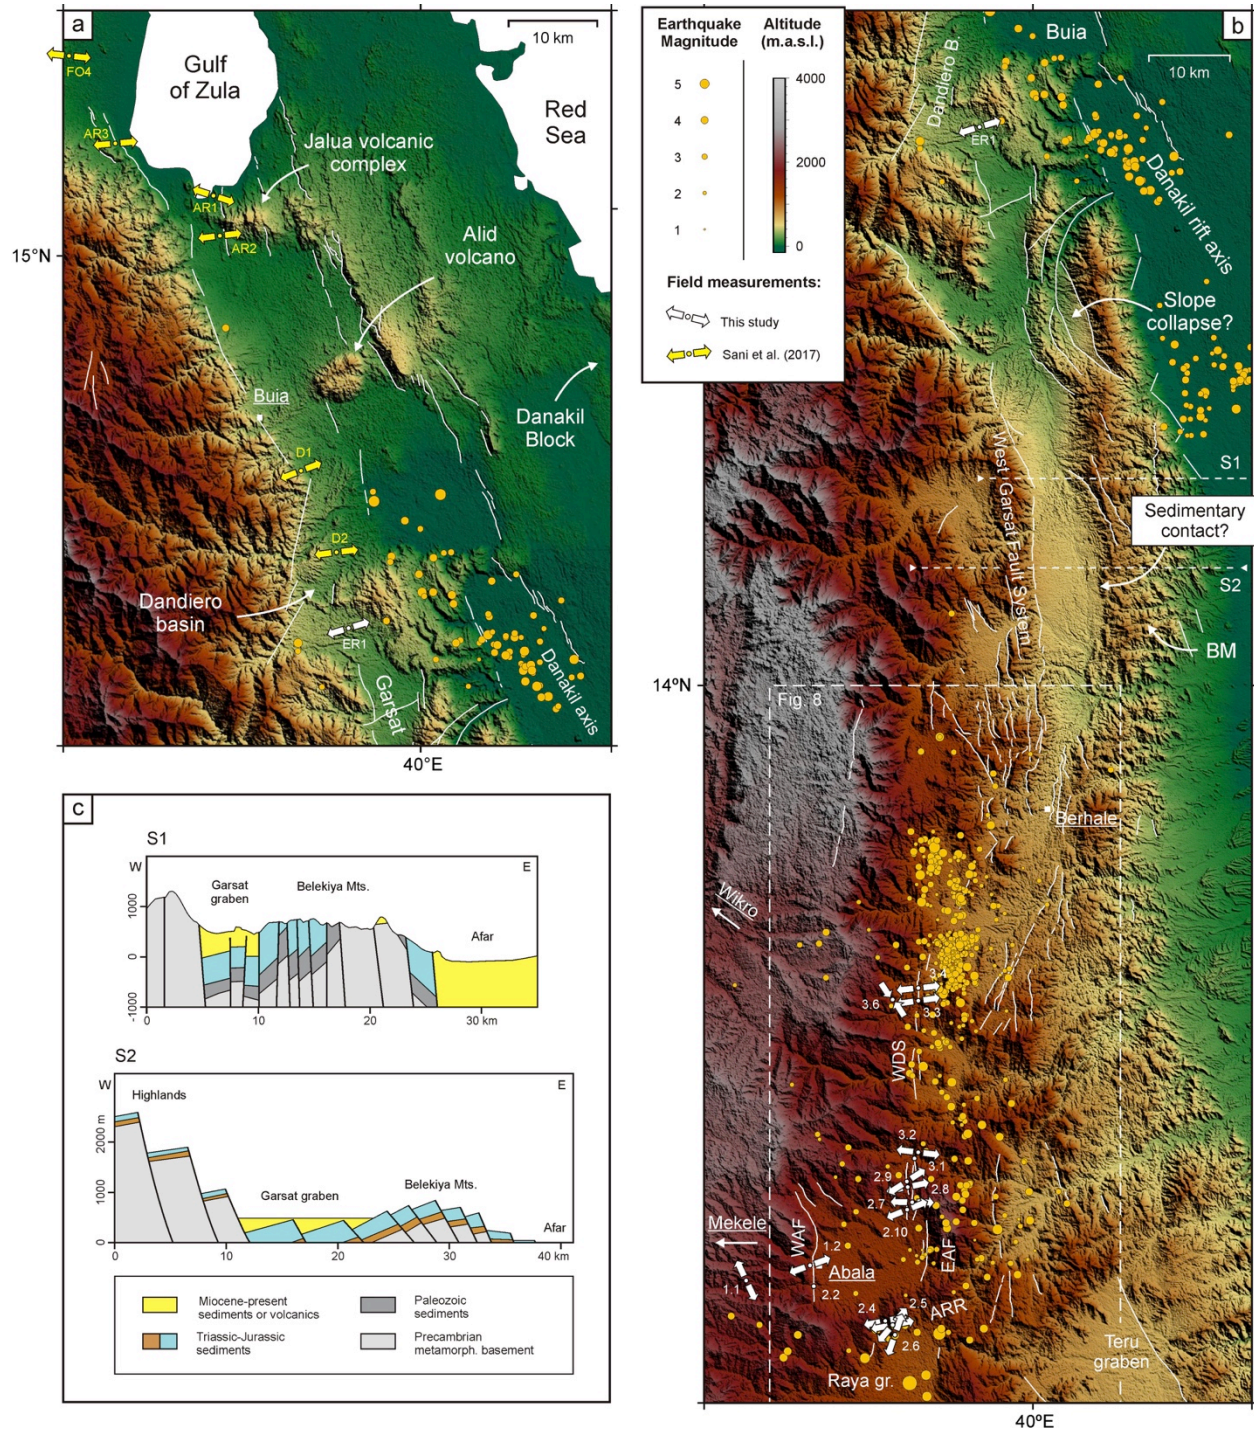 a
10 km
Gulf
of Zula
Red
Sea
FO4
AR3
AR1
AR2
Jalua volcanic
complex
15°N
Alid
volcano
Buia
Danakil
Block
D1
D2
Dandiero
basin
ER1
Garsat
Danakil axis
40°E
Earthquake
Magnitude
Altitude
(m.a.s.l.)
5
4
3
2
1
4000
2000
0
Field measurements:
This study
Sani et al. (2017)
b
Buia
10 km
Dandiero B.
ER1
Danakil rift axis
Slope
collapse?
S1
West Garsat Fault System
Sedimentary
contact?
S2
BM
14°N
Fig. 8
Berhale
Wikro
3.4
3.6
3.3
WDS
3.2
3.1
2.9
2.8
2.7
2.10
Mekele
WAF
1.2
EAF
Abala
1.1
2.2
2.4
2.5
ARR
2.6
Teru
graben
Raya gr.
40°E
c
S1
W
E
Garsat
graben
Belekiya Mts.
Afar
1000
0
-1000
0
10
20
30 km
S2
W
E
Highlands
2000 m
1000
0
Garsat graben
Belekiya Mts.
Afar
0
10
20
30
40 km
Miocene-present
sediments or volcanics
Paleozoic
sediments
Triassic-Jurassic
sediments
Precambrian
metamorph. basement